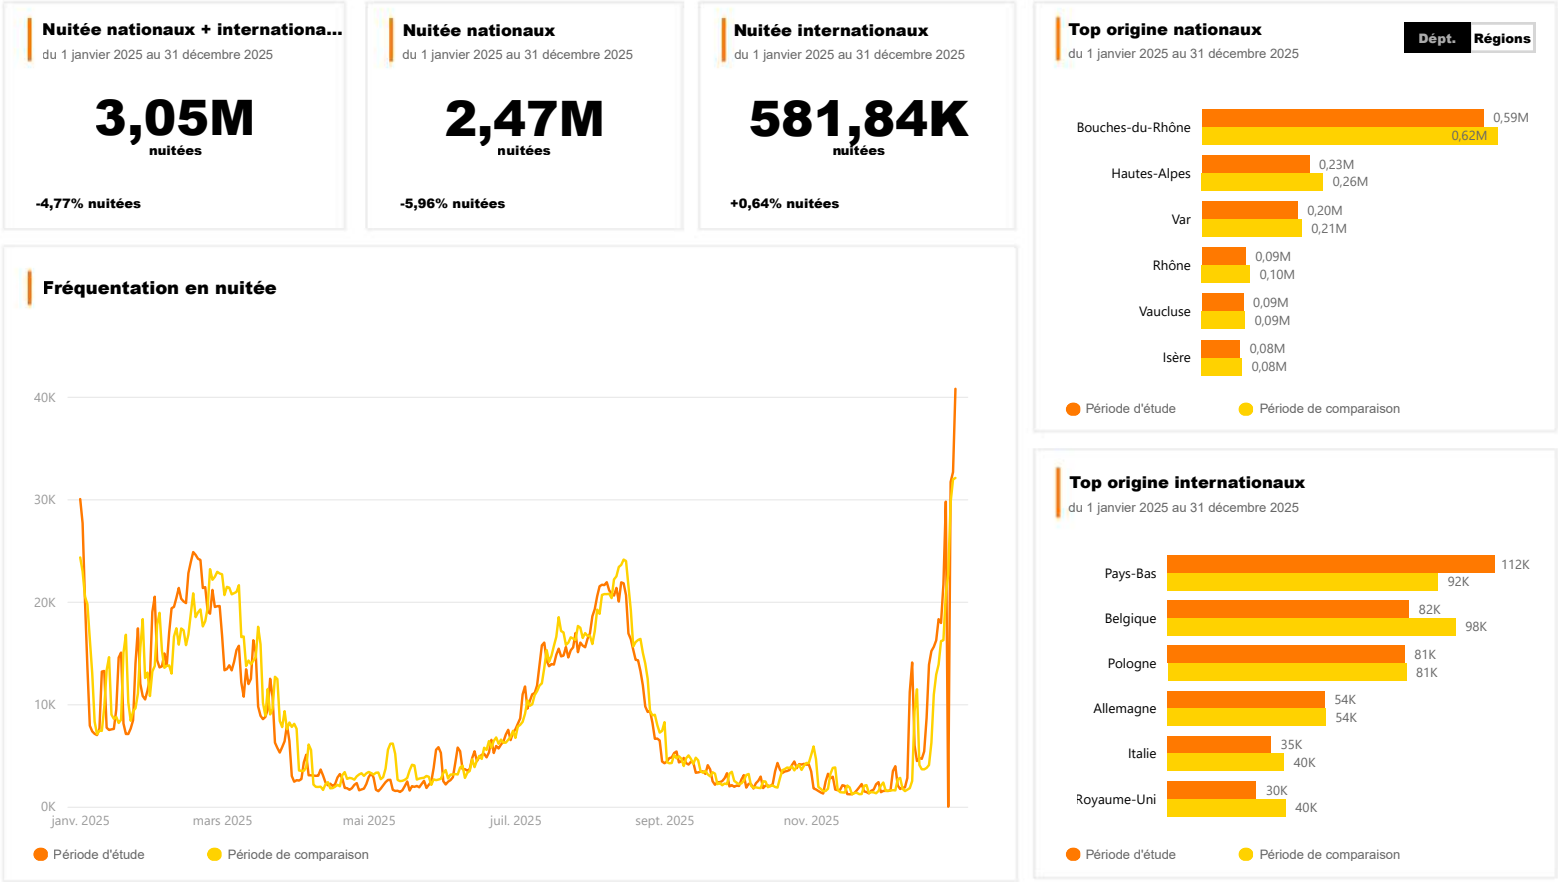 Nuitée nationaux + internationa...
du 1 janvier 2025 au 31 décembre 2025
3,05M
nuitées
-4,77% nuitées
Nuitée nationaux
du 1 janvier 2025 au 31 décembre 2025
2,47M
nuitées
-5,96% nuitées
Nuitée internationaux
du 1 janvier 2025 au 31 décembre 2025
581,84K
nuitées
+0,64% nuitées
Fréquentation en nuitée
40K
30K
20K
10K
0K
janv. 2025 mars 2025 mai 2025 juil. 2025 sept. 2025 nov. 2025
Période d'étude Période de comparaison
Top origine nationaux
du 1 janvier 2025 au 31 décembre 2025
Dépt. Régions
Bouches-du-Rhône 0,59M
0,62M
Hautes-Alpes 0,23M
0,26M
Var 0,20M
0,21M
Rhône 0,09M
0,10M
Vaucluse 0,09M
0,09M
Isère 0,08M
0,08M
Période d'étude Période de comparaison
Top origine internationaux
du 1 janvier 2025 au 31 décembre 2025
Pays-Bas 112K
92K
Belgique 82K
98K
Pologne 81K
81K
Allemagne 54K
54K
Italie 35K
40K
Royaume-Uni 30K
40K
Période d'étude Période de comparaison